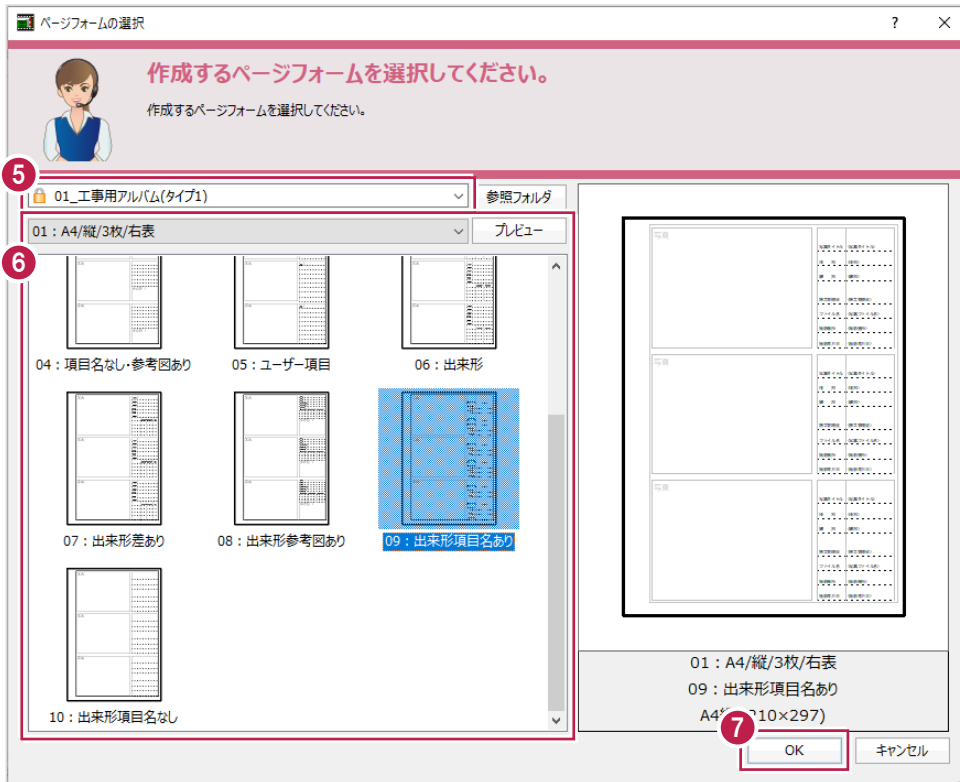 ページフォームの選択
?
×
作成するページフォームを選択してください。
作成するページフォームを選択してください。
5
01_工事用アルバム(タイプ1)
参照フォルダ
6
01：A4/縦/3枚/右表
プレビュー
04：項目名なし・参考図あり
05：ユーザー項目
06：出来形
07：出来形差あり
08：出来形参考図あり
09：出来形項目名あり
10：出来形項目名なし
写真
写真
写真
01：A4/縦/3枚/右表
09：出来形項目名あり
7
OK
キャンセル